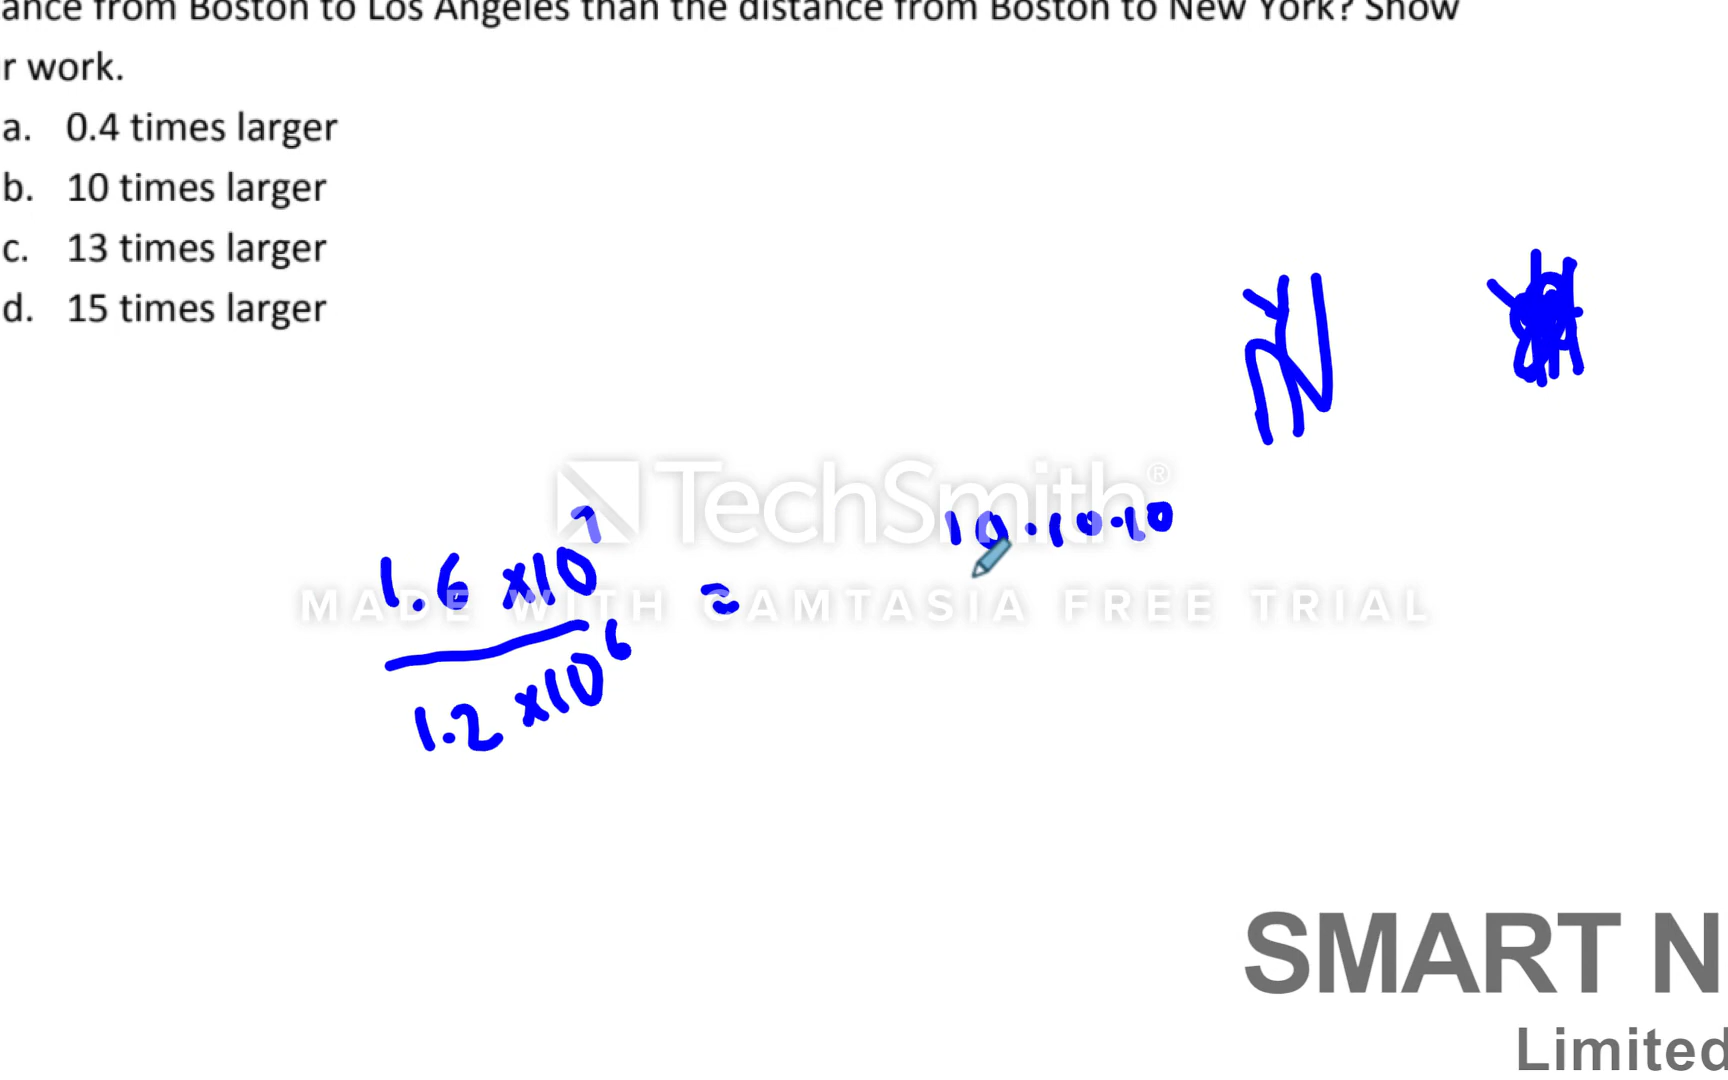 ance from Boston to Los Angeles than the distance from Boston to New York? Show
r work.
a. 0.4 times larger
b. 10 times larger
c. 13 times larger
d. 15 times larger
TechSmith®
10·10·10
1.6 ×10⁷
≈
MADE WITH CAMTASIA FREE TRIAL
1.2 ×10⁶
SMART N
Limited